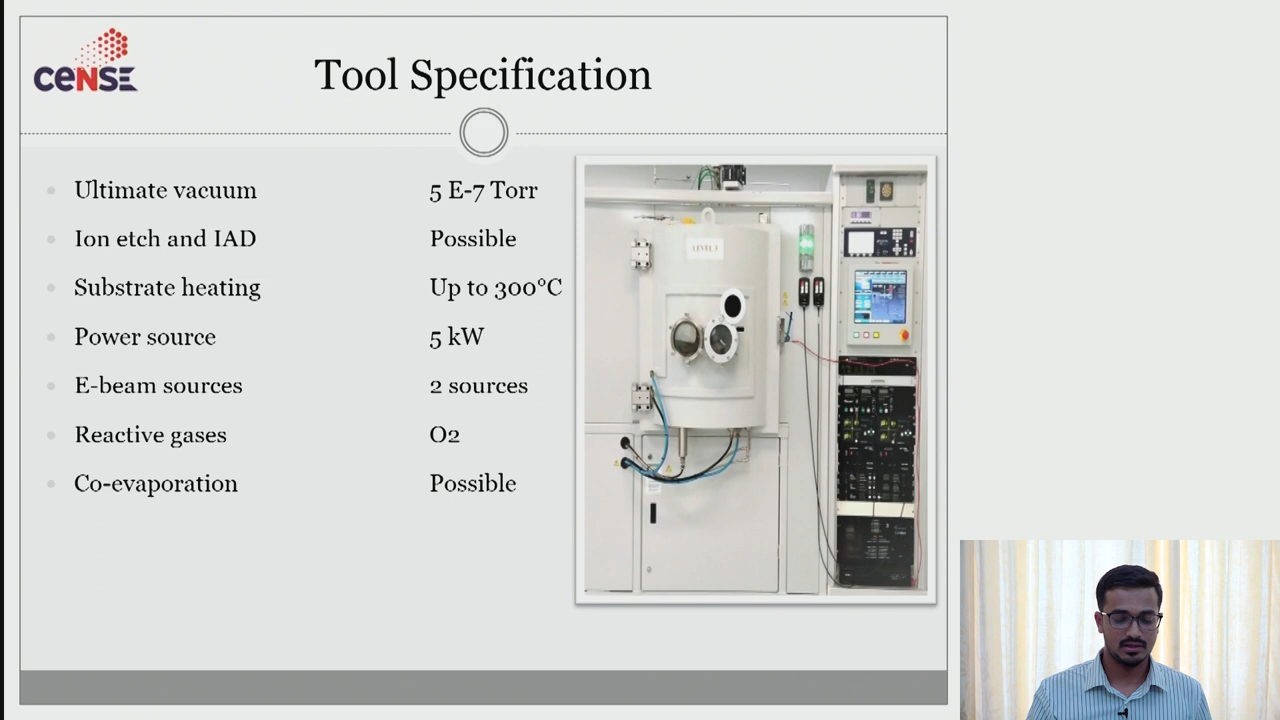 ceNSE
Tool Specification
Ultimate vacuum 5 E-7 Torr
Ion etch and IAD Possible
Substrate heating Up to 300°C
Power source 5 kW
E-beam sources 2 sources
Reactive gases O2
Co-evaporation Possible